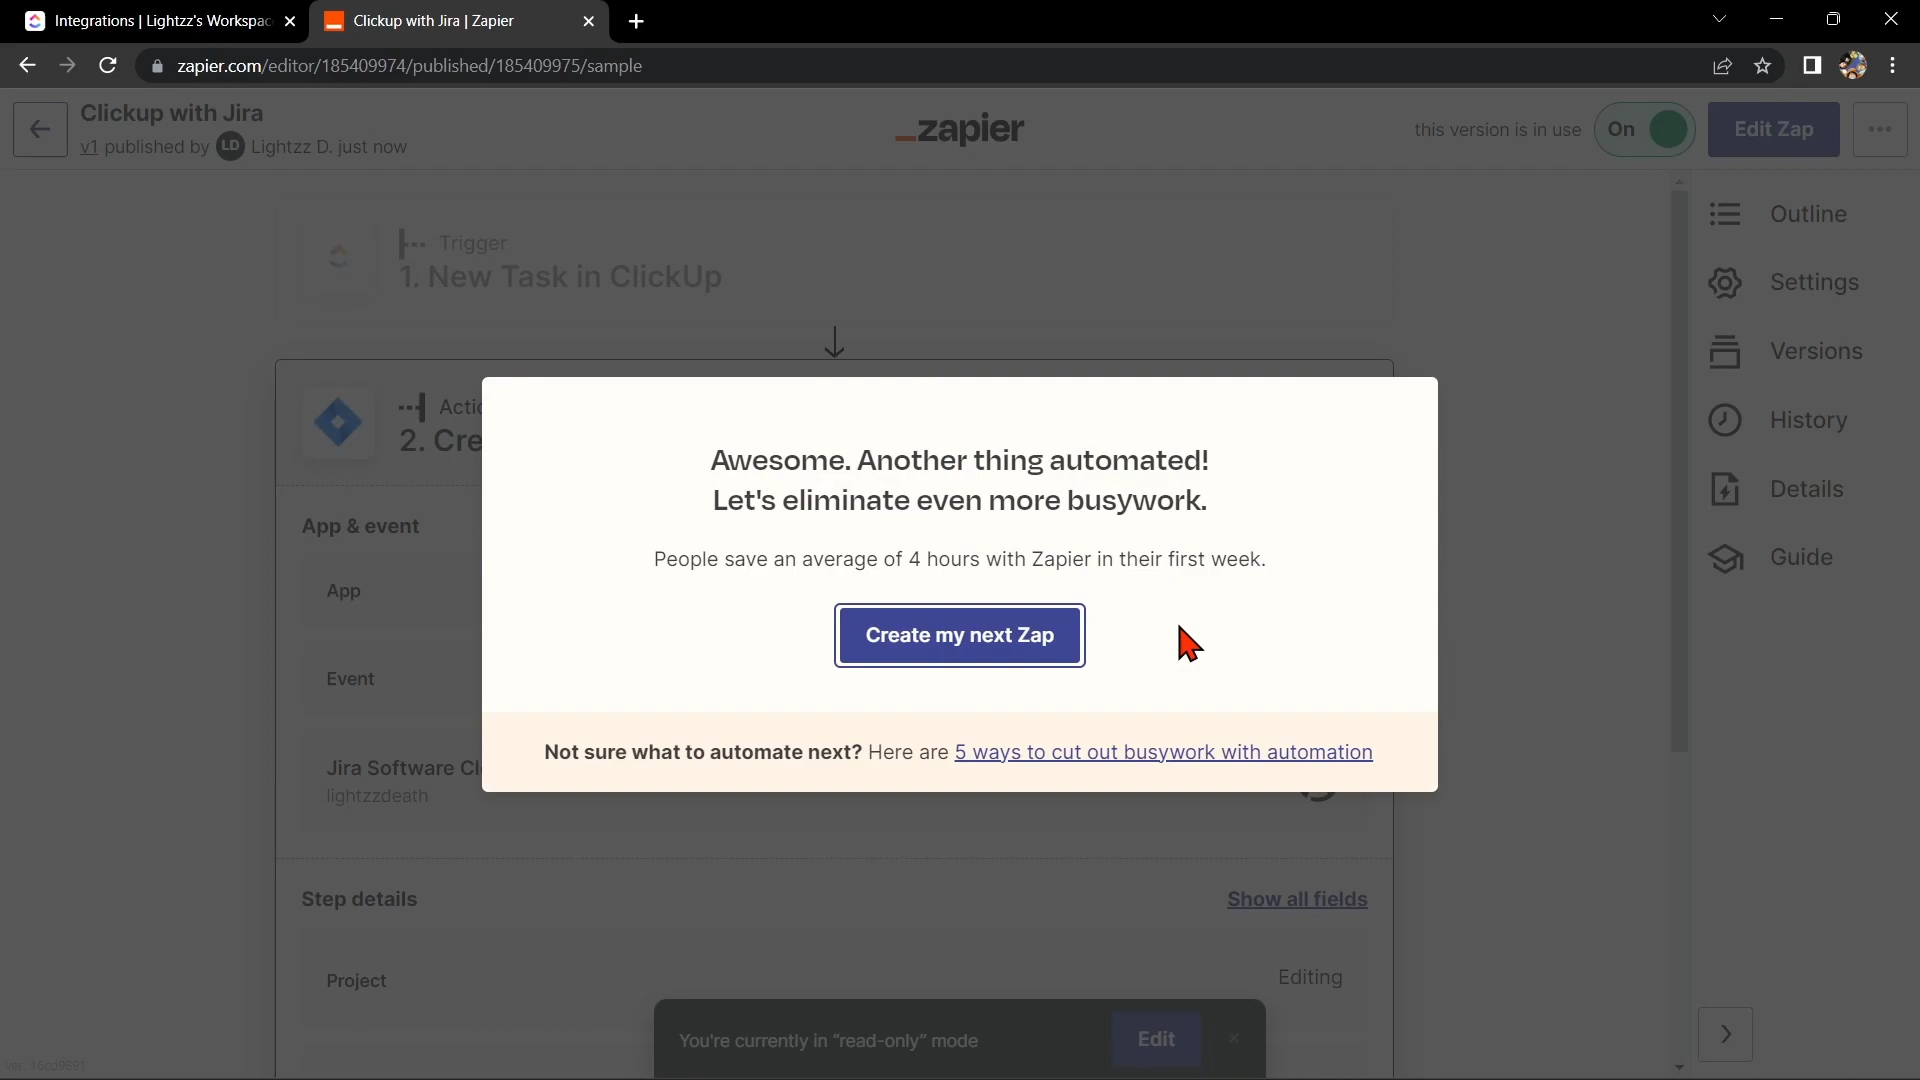 Integrations | Lightzz's Workspac
Clickup with Jira | Zapier
zapier.com/editor/185409974/published/185409975/sample
Clickup with Jira
v1 published by LD Lightzz D. just now
zapier
this version is in use
On
Edit Zap
Trigger
1. New Task in ClickUp
Outline
Settings
Versions
History
Details
Guide
Actio
2. Cre
App & event
App
Event
Jira Software Cl
lightzzdeath
Awesome. Another thing automated!
Let's eliminate even more busywork.
People save an average of 4 hours with Zapier in their first week.
Create my next Zap
Not sure what to automate next? Here are 5 ways to cut out busywork with automation
Step details
Show all fields
Project
Editing
You're currently in “read-only” mode
Edit